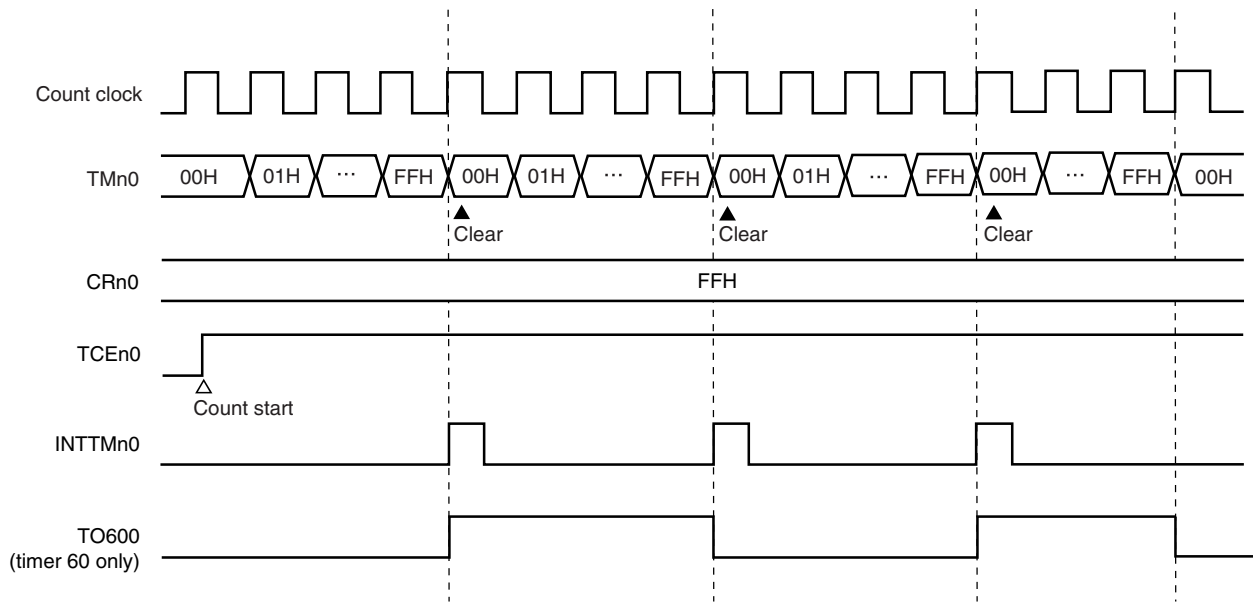 Count clock
TMn0 00H 01H ... FFH 00H 01H ... FFH 00H 01H ... FFH 00H ... FFH 00H
Clear Clear Clear
CRn0 FFH
TCEn0
Count start
INTTMn0
TO600
(timer 60 only)